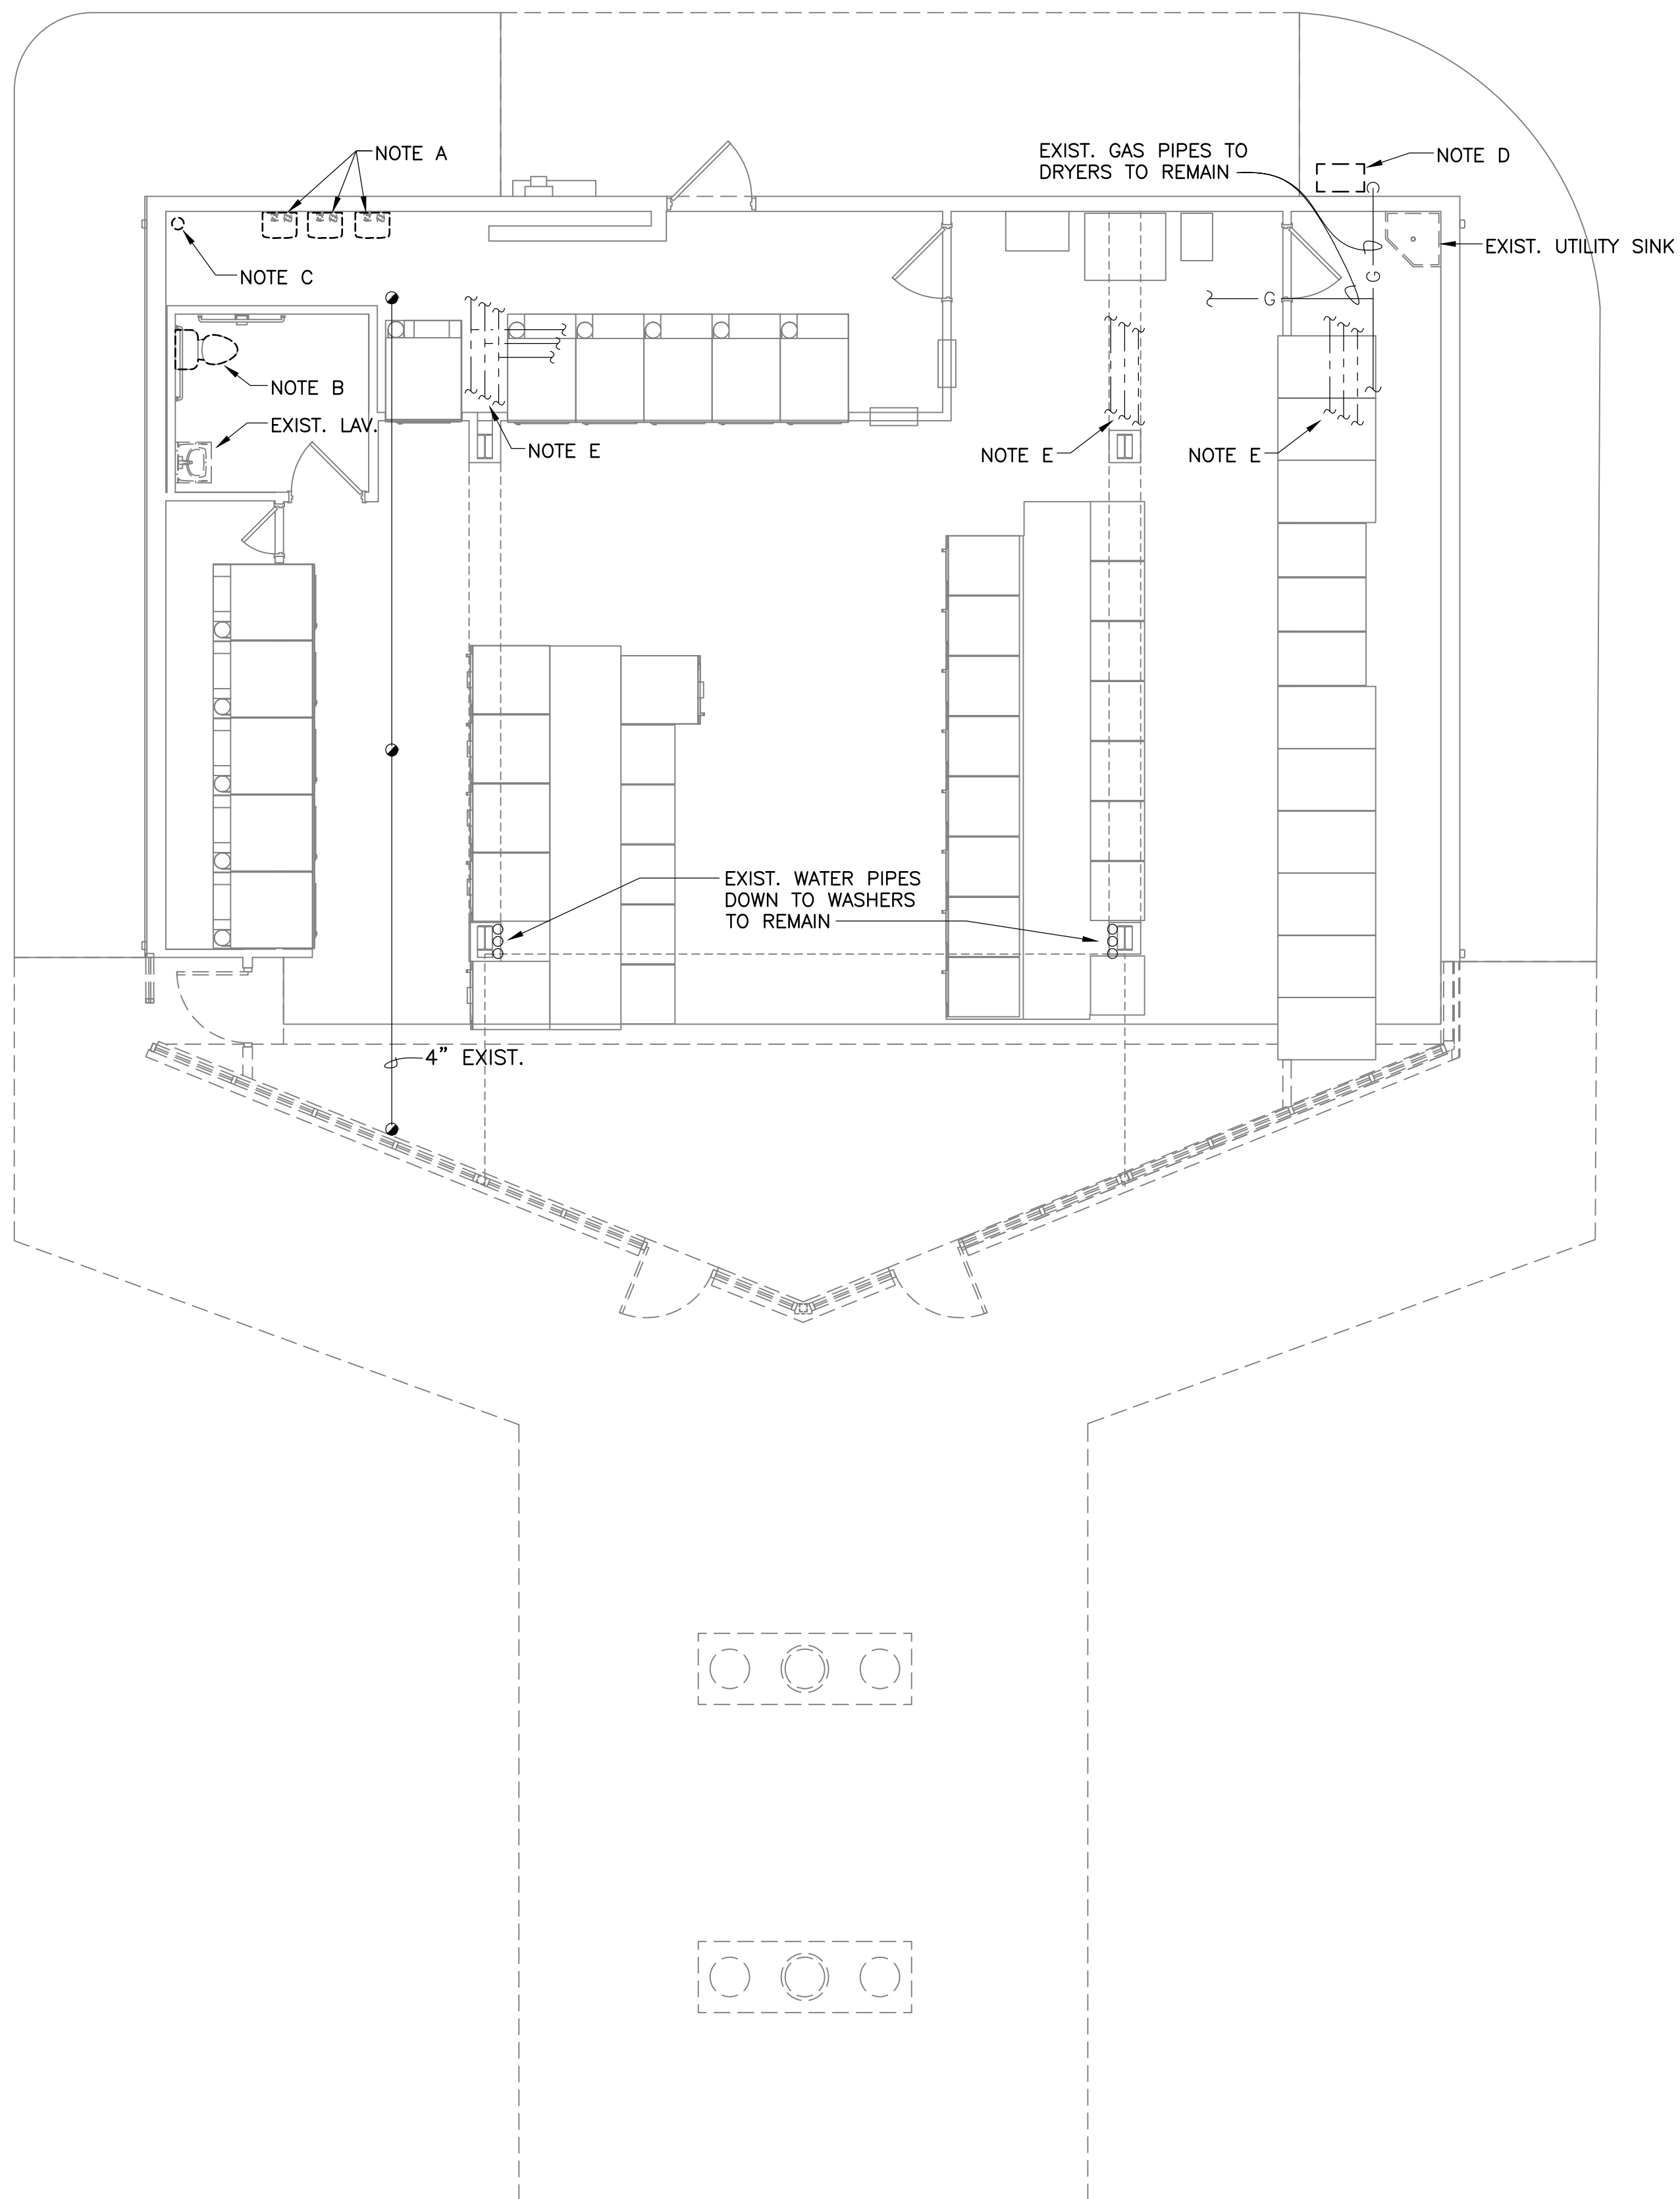 NOTE A
EXIST. GAS PIPES TO
DRYERS TO REMAIN
NOTE D
EXIST. UTILITY SINK
NOTE C
G
G
NOTE B
EXIST. LAV.
NOTE E
NOTE E
NOTE E
EXIST. WATER PIPES
DOWN TO WASHERS
TO REMAIN
4" EXIST.